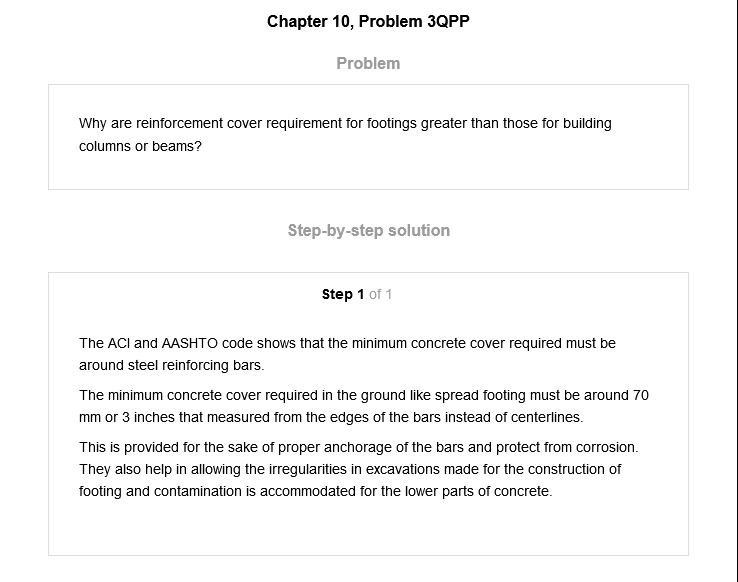 Chapter 10, Problem 3QPP
Problem
Why are reinforcement cover requirement for footings greater than those for building
columns or beams?
Step-by-step solution
Step 1 of 1
The ACI and AASHTO code shows that the minimum concrete cover required must be
around steel reinforcing bars.
The minimum concrete cover required in the ground like spread footing must be around 70
mm or 3 inches that measured from the edges of the bars instead of centerlines.
This is provided for the sake of proper anchorage of the bars and protect from corrosion.
They also help in allowing the irregularities in excavations made for the construction of
footing and contamination is accommodated for the lower parts of concrete.